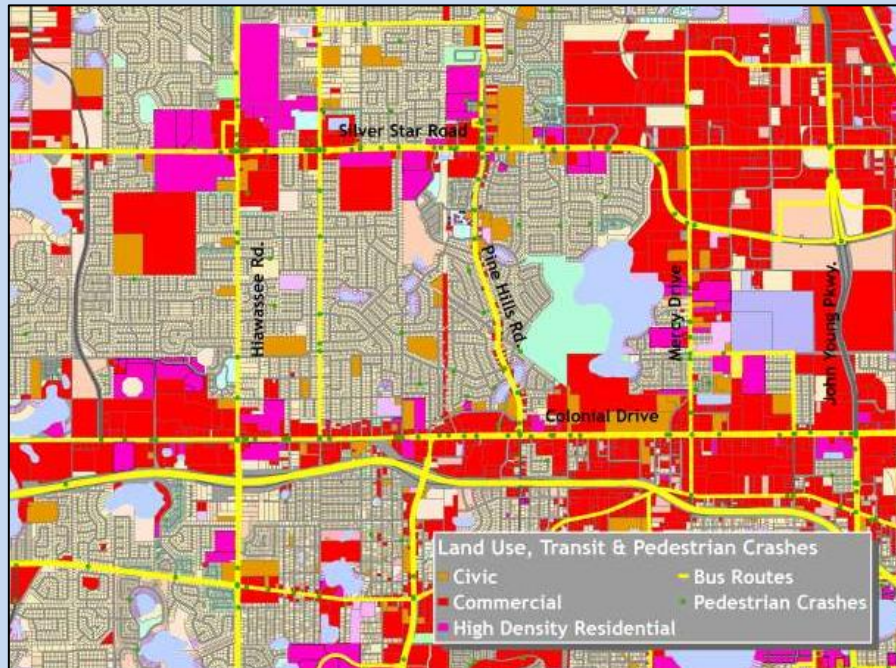 Silver Star Road
Hiawassee Rd.
Pine Hills Rd.
Mercy Drive
John Young Pkwy.
Colonial Drive
Land Use, Transit & Pedestrian Crashes
Civic
Bus Routes
Commercial
Pedestrian Crashes
High Density Residential